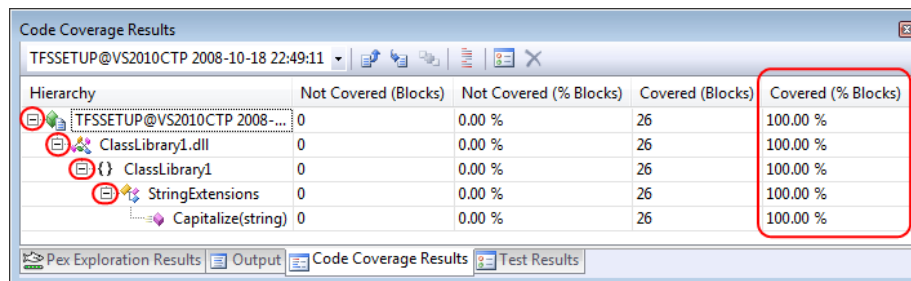 Code Coverage Results
TFSSETUP@VS2010CTP 2008-10-18 22:49:11
Hierarchy Not Covered (Blocks) Not Covered (% Blocks) Covered (Blocks) Covered (% Blocks)
TFSSETUP@VS2010CTP 2008-... 0 0.00 % 26 100.00 %
ClassLibrary1.dll 0 0.00 % 26 100.00 %
{} ClassLibrary1 0 0.00 % 26 100.00 %
StringExtensions 0 0.00 % 26 100.00 %
Capitalize(string) 0 0.00 % 26 100.00 %
Pex Exploration Results Output Code Coverage Results Test Results